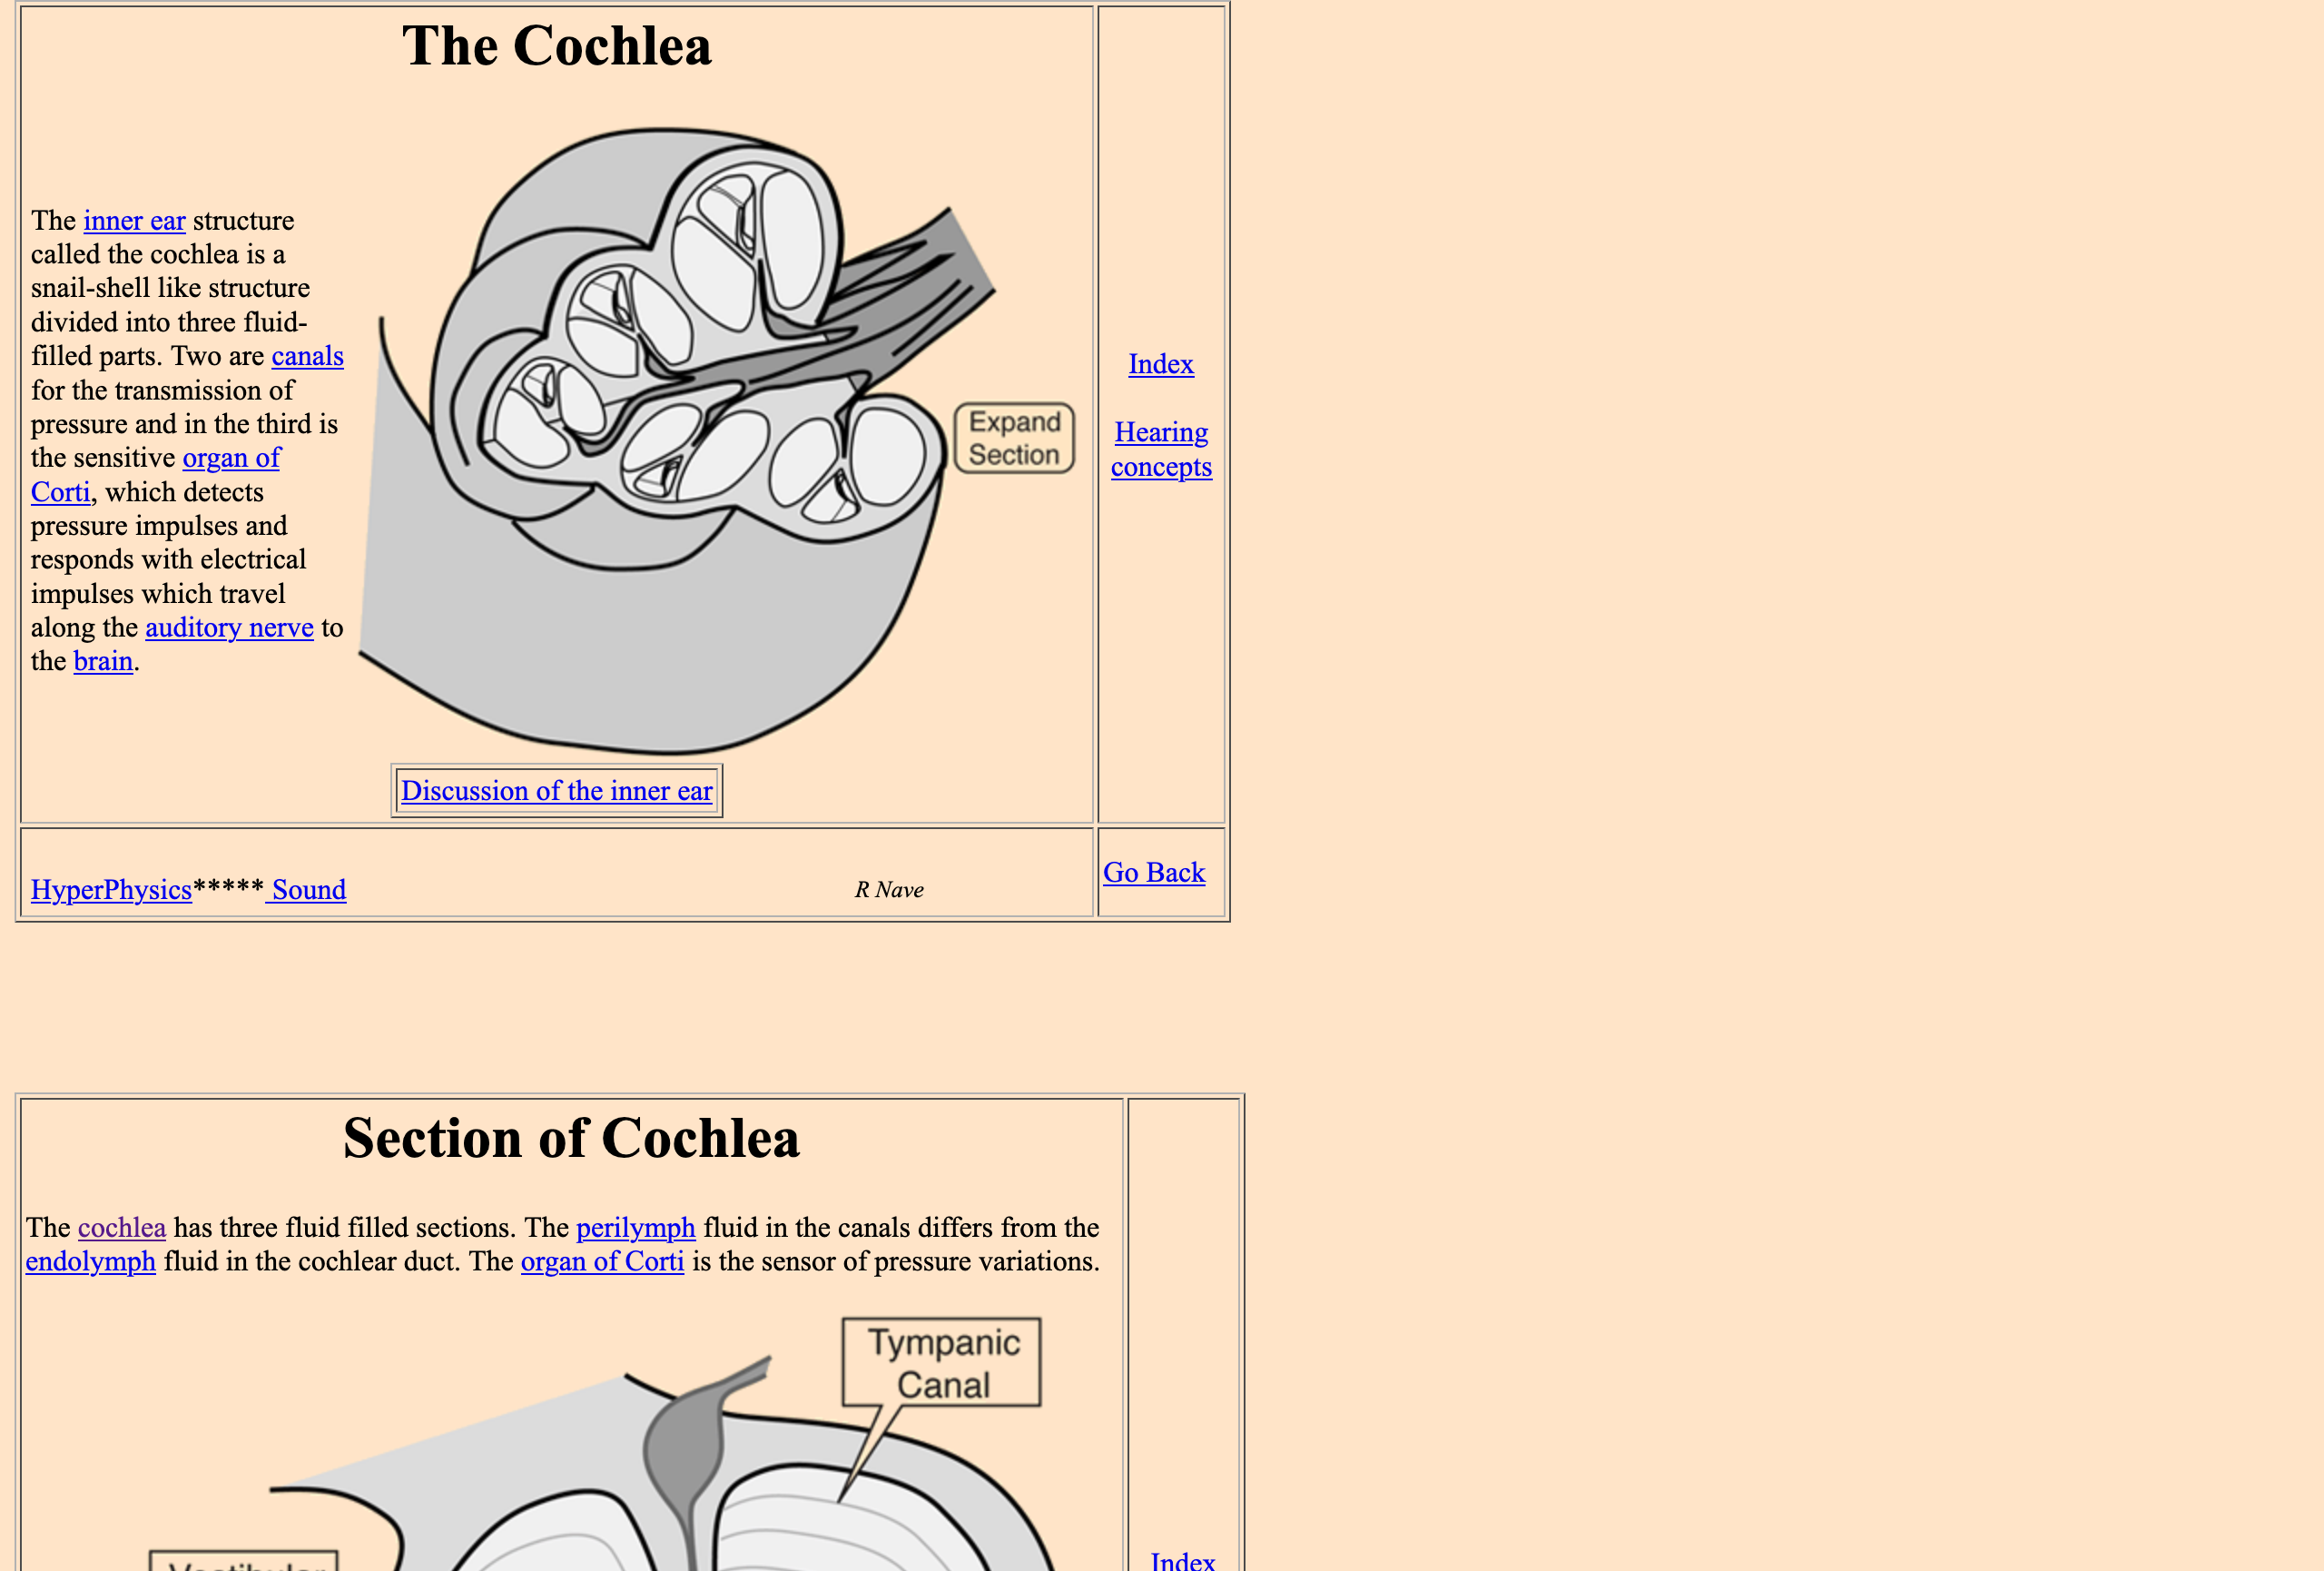 The Cochlea
The inner ear structure
called the cochlea is a
snail-shell like structure
divided into three fluid-
filled parts. Two are canals
for the transmission of
pressure and in the third is
the sensitive organ of
Corti, which detects
pressure impulses and
responds with electrical
impulses which travel
along the auditory nerve to
the brain.
Expand
Section
Discussion of the inner ear
Index
Hearing
concepts
HyperPhysics***** Sound
R Nave
Go Back
Section of Cochlea
The cochlea has three fluid filled sections. The perilymph fluid in the canals differs from the
endolymph fluid in the cochlear duct. The organ of Corti is the sensor of pressure variations.
Tympanic
Canal
Index